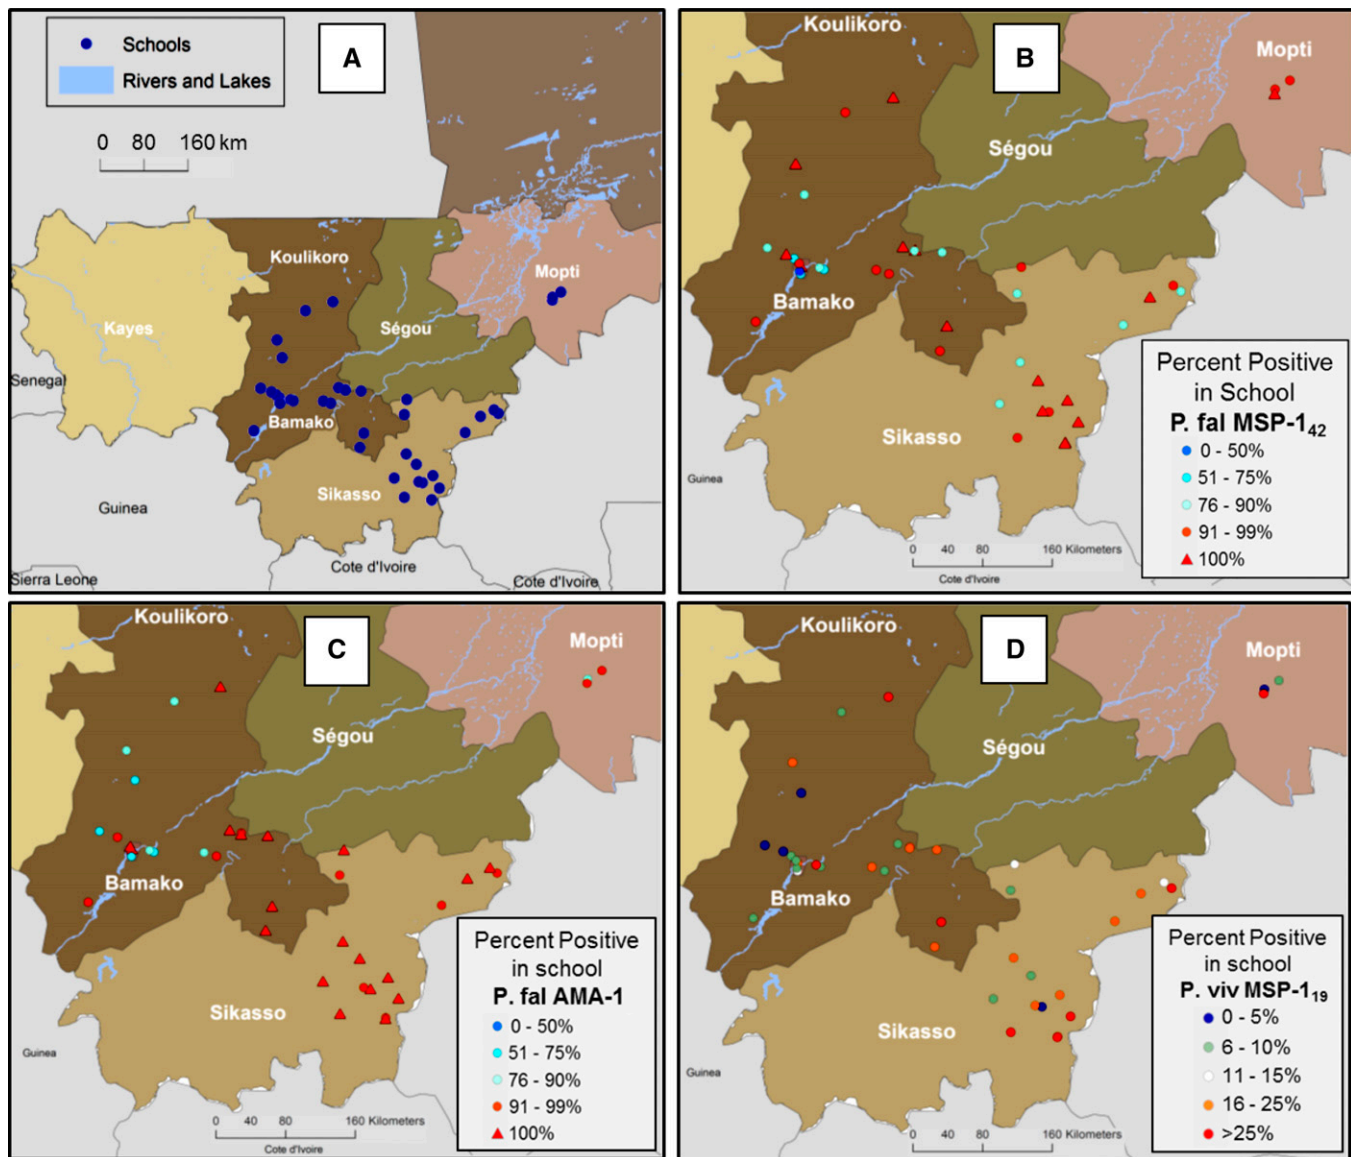 Schools
Rivers and Lakes
A
0 80 160 km
Koulikoro
Mopti
Kayes
Ségou
Senegal
Bamako
Sikasso
Guinea
Cote d'Ivoire
Sierra Leone
Cote d'Ivoire
Koulikoro
B
Mopti
Ségou
Bamako
Sikasso
Guinea
Percent Positive
in School
P. fal MSP-1₄₂
0 - 50%
51 - 75%
76 - 90%
91 - 99%
100%
0 40 80 160 Kilometers
Cote d'Ivoire
Koulikoro
C
Mopti
Ségou
Bamako
Sikasso
Guinea
Percent Positive
in school
P. fal AMA-1
0 - 50%
51 - 75%
76 - 90%
91 - 99%
100%
0 40 80 160 Kilometers
Cote d'Ivoire
Koulikoro
D
Mopti
Ségou
Bamako
Sikasso
Guinea
Percent Positive
in school
P. viv MSP-1₁₉
0 - 5%
6 - 10%
11 - 15%
16 - 25%
>25%
0 40 80 160 Kilometers
Cote d'Ivoire